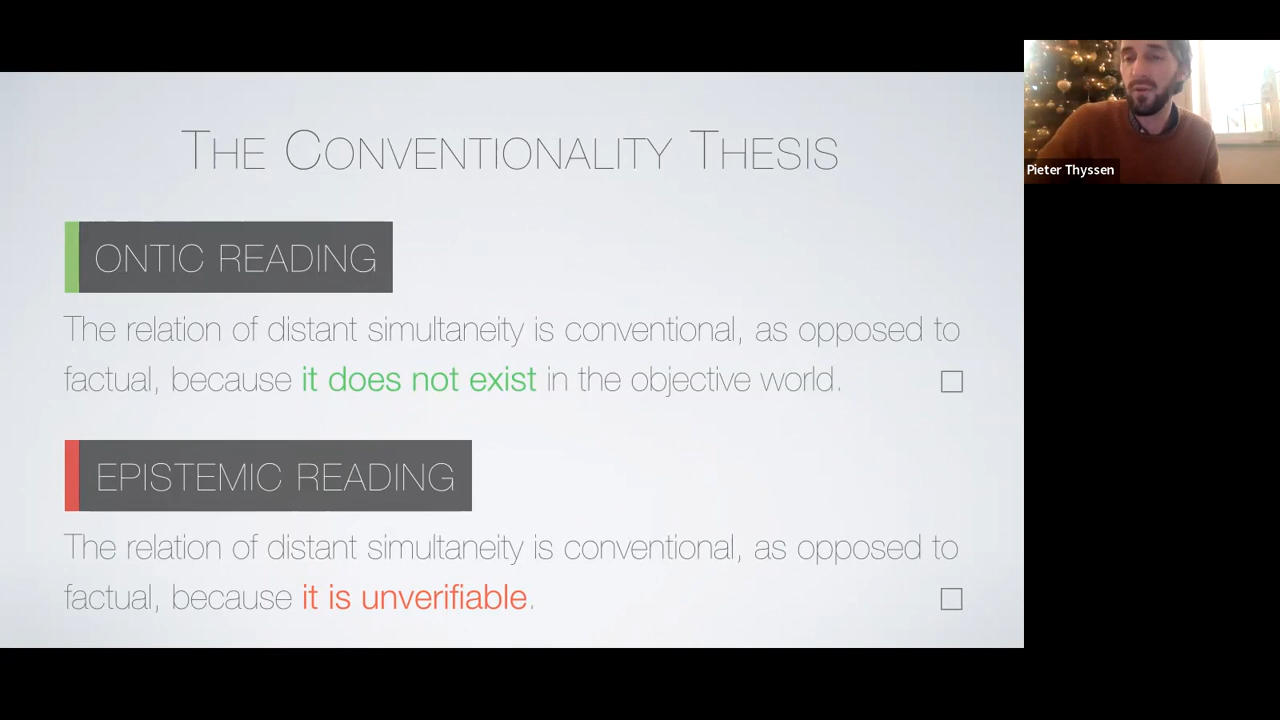 THE CONVENTIONALITY THESIS
ONTIC READING
The relation of distant simultaneity is conventional, as opposed to
factual, because it does not exist in the objective world.
EPISTEMIC READING
The relation of distant simultaneity is conventional, as opposed to
factual, because it is unverifiable.
Pieter Thyssen